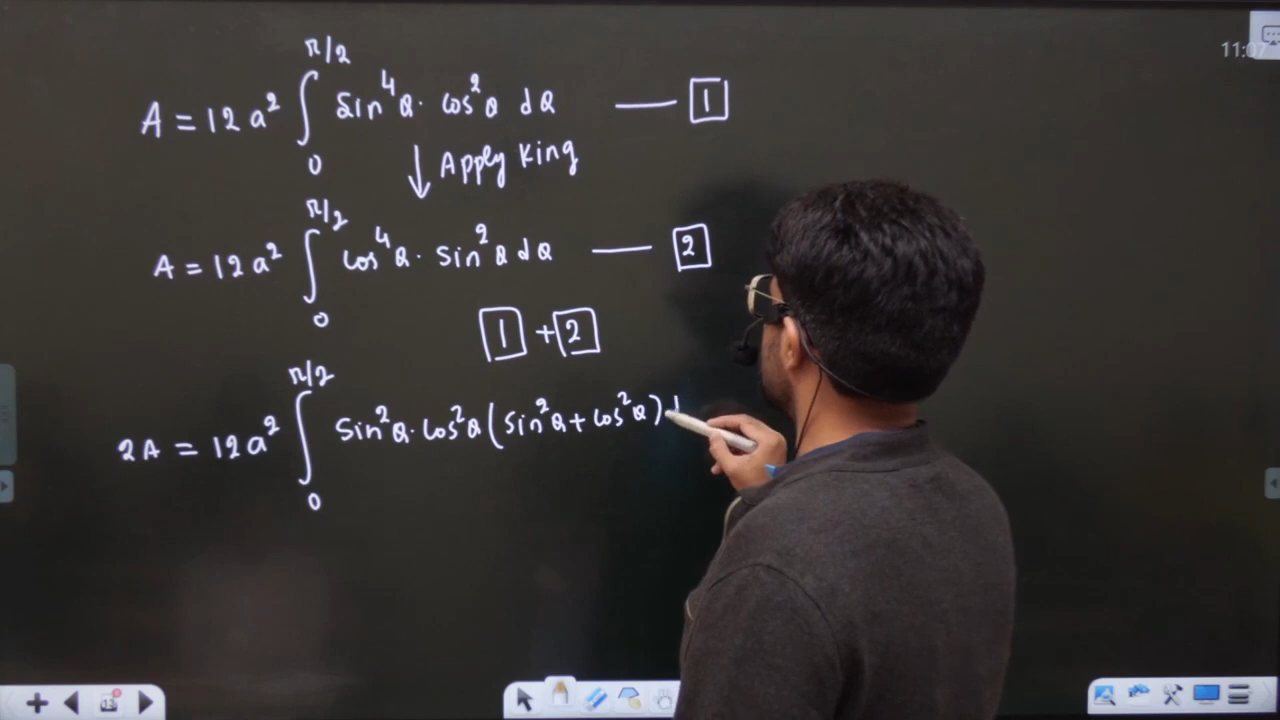 11:07
π/2
A = 12 a² ∫ sin⁴θ · cos²θ dθ —— 1
0
↓ Apply King
π/2
A = 12 a² ∫ cos⁴θ · sin²θ dθ —— 2
0
1 + 2
π/2
2A = 12 a² ∫ sin²θ · cos²θ (sin²θ + cos²θ)
0